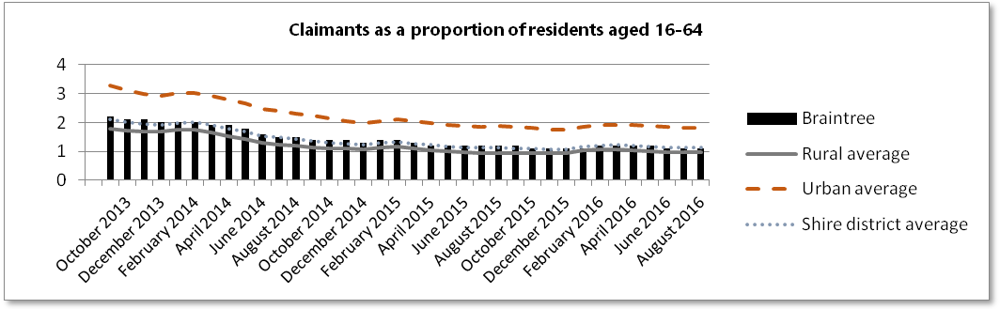 Claimants as a proportion of residents aged 16-64
4
3
2
1
0
October 2013
December 2013
February 2014
April 2014
June 2014
August 2014
October 2014
December 2014
February 2015
April 2015
June 2015
August 2015
October 2015
December 2015
February 2016
April 2016
June 2016
August 2016
Braintree
Rural average
Urban average
Shire district average